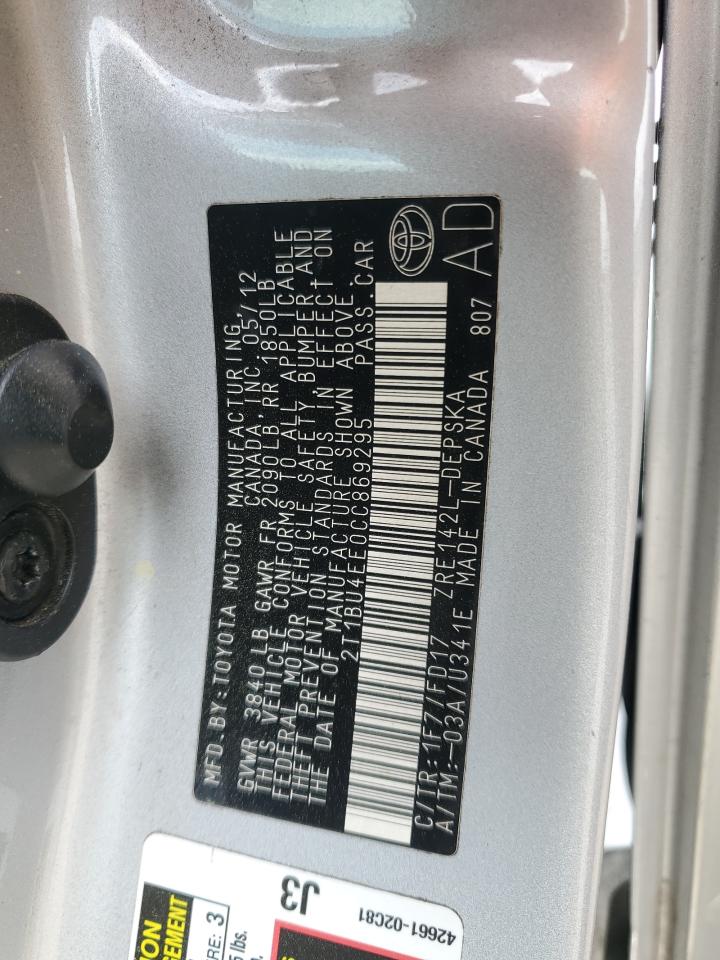 MFD.BY:TOYOTA MOTOR MANUFACTURING,
CANADA,INC. 05/12
GVWR 3840LB GAWR FR 2090LB,RR 1850LB
THIS VEHICLE CONFORMS TO ALL APPLICABLE
FEDERAL MOTOR VEHICLE SAFETY,BUMPER,AND
THEFT PREVENTION STANDARDS IN EFFECT ON
THE DATE OF MANUFACTURE SHOWN ABOVE.
2T1BU4EE0CC869295 PASS.CAR
C/TR:1F7/FD17 ZRE142L-DEPSKA
A/TM:-03A/U341E MADE IN CANADA 807
AD
J3
42661-02C81
3